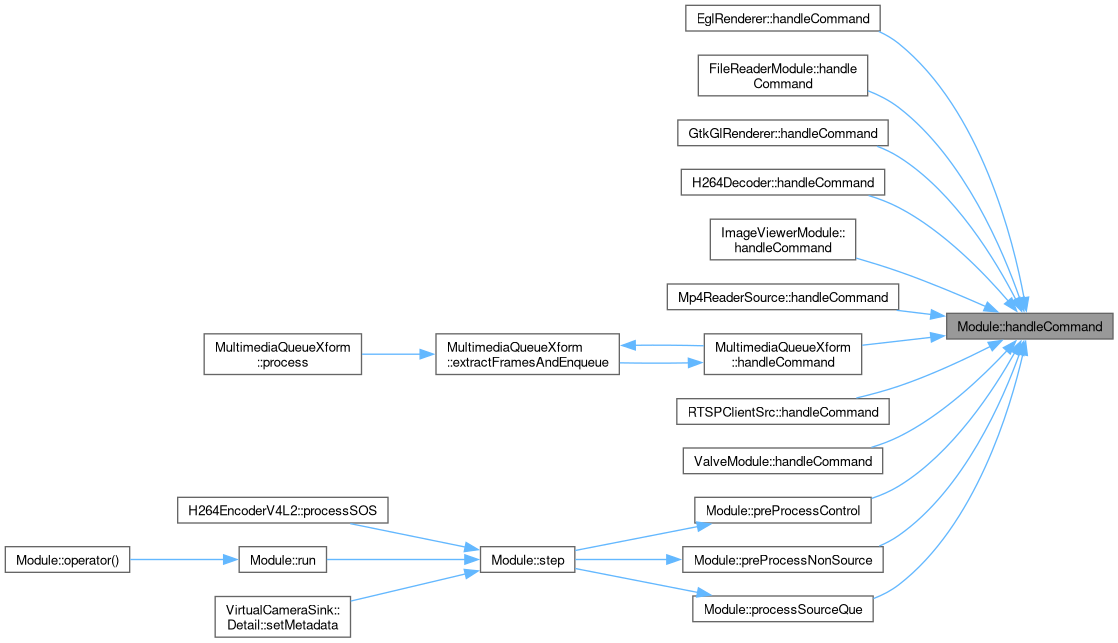 EglRenderer::handleCommand
FileReaderModule::handle
Command
GtkGlRenderer::handleCommand
H264Decoder::handleCommand
ImageViewerModule::
handleCommand
Mp4ReaderSource::handleCommand
Module::handleCommand
MultimediaQueueXform
::process
MultimediaQueueXform
::extractFramesAndEnqueue
MultimediaQueueXform
::handleCommand
RTSPClientSrc::handleCommand
ValveModule::handleCommand
H264EncoderV4L2::processSOS
Module::preProcessControl
Module::operator()
Module::run
Module::step
Module::preProcessNonSource
VirtualCameraSink::
Detail::setMetadata
Module::processSourceQue